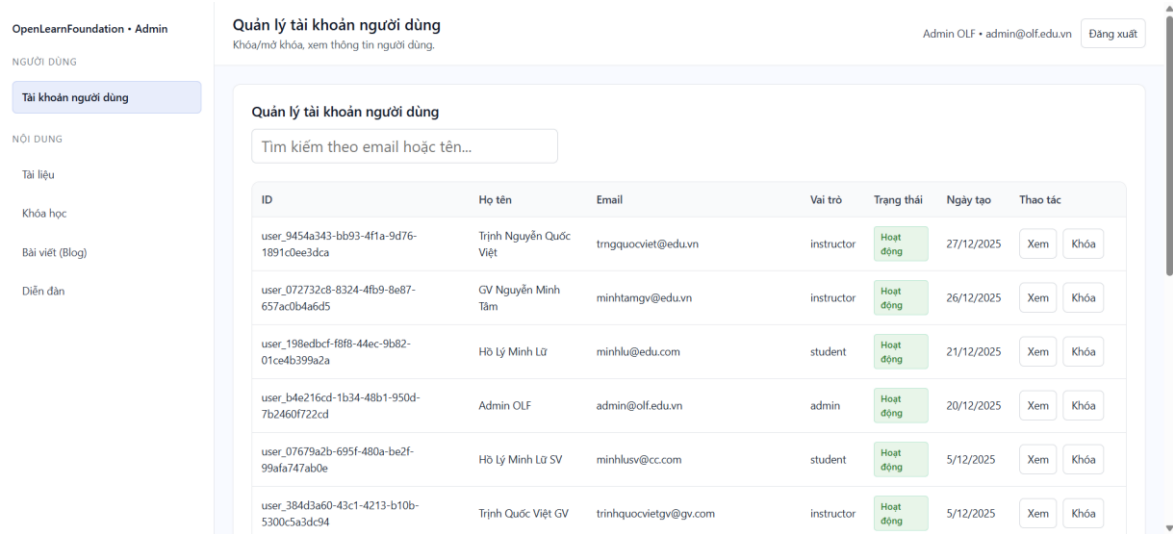 OpenLearnFoundation • Admin
NGƯỜI DÙNG
Tài khoản người dùng
NỘI DUNG
Tài liệu
Khóa học
Bài viết (Blog)
Diễn đàn
Quản lý tài khoản người dùng
Khóa/mở khóa, xem thông tin người dùng.
Admin OLF • admin@olf.edu.vn
Đăng xuất
Quản lý tài khoản người dùng
Tìm kiếm theo email hoặc tên...
ID Họ tên Email Vai trò Trạng thái Ngày tạo Thao tác
user_9454a343-bb93-4f1a-9d76-
1891c0ee3dca
Trịnh Nguyễn Quốc
Việt
trngquocviet@edu.vn
instructor
Hoạt
động
27/12/2025
Xem Khóa
user_072732c8-8324-4fb9-8e87-
657ac0b4a6d5
GV Nguyễn Minh
Tâm
minhtamgv@edu.vn
instructor
Hoạt
động
26/12/2025
Xem Khóa
user_198edbcf-f8f8-44ec-9b82-
01ce4b399a2a
Hồ Lý Minh Lữ
minhlu@edu.com
student
Hoạt
động
21/12/2025
Xem Khóa
user_b4e216cd-1b34-48b1-950d-
7b2460f722cd
Admin OLF
admin@olf.edu.vn
admin
Hoạt
động
20/12/2025
Xem Khóa
user_07679a2b-695f-480a-be2f-
99afa747ab0e
Hồ Lý Minh Lữ SV
minhlusv@cc.com
student
Hoạt
động
5/12/2025
Xem Khóa
user_384d3a60-43c1-4213-b10b-
5300c5a3dc94
Trịnh Quốc Việt GV
trinhquocvietgv@gv.com
instructor
Hoạt
động
5/12/2025
Xem Khóa